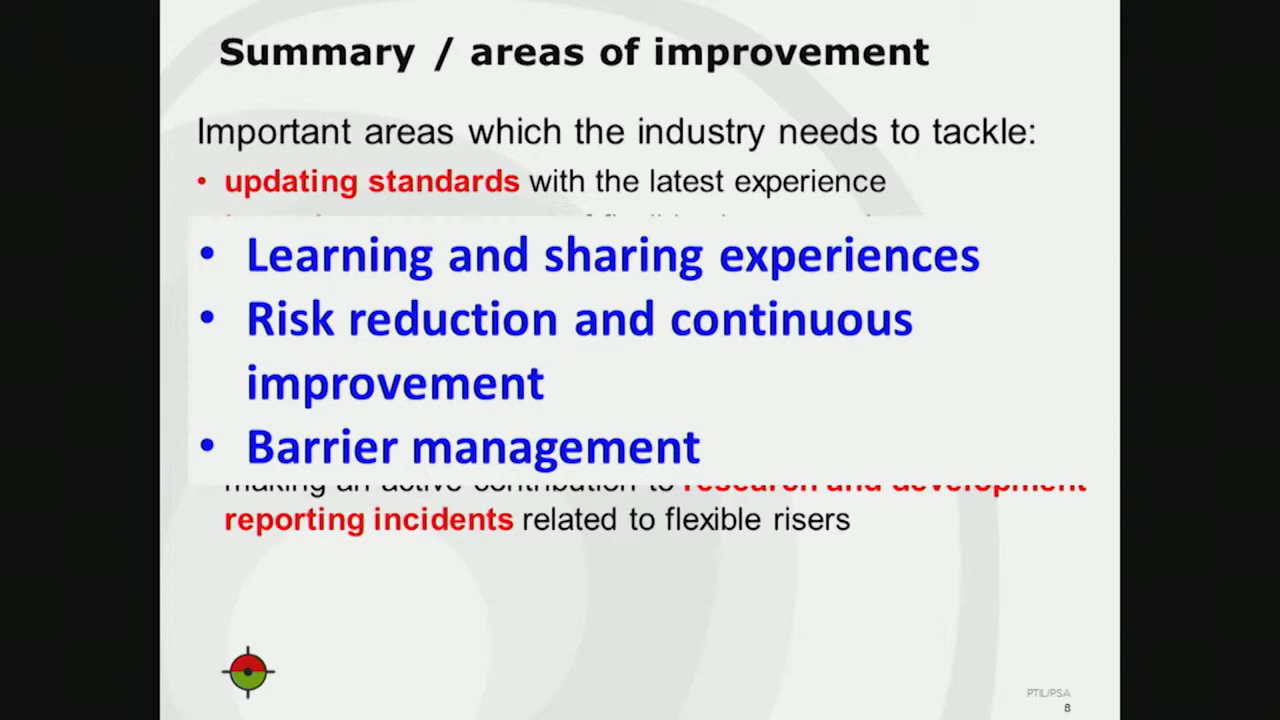 Summary / areas of improvement
Important areas which the industry needs to tackle:
• updating standards with the latest experience
• Learning and sharing experiences
• Risk reduction and continuous
improvement
• Barrier management
making an active contribution to research and development
reporting incidents related to flexible risers
PTIL/PSA
8